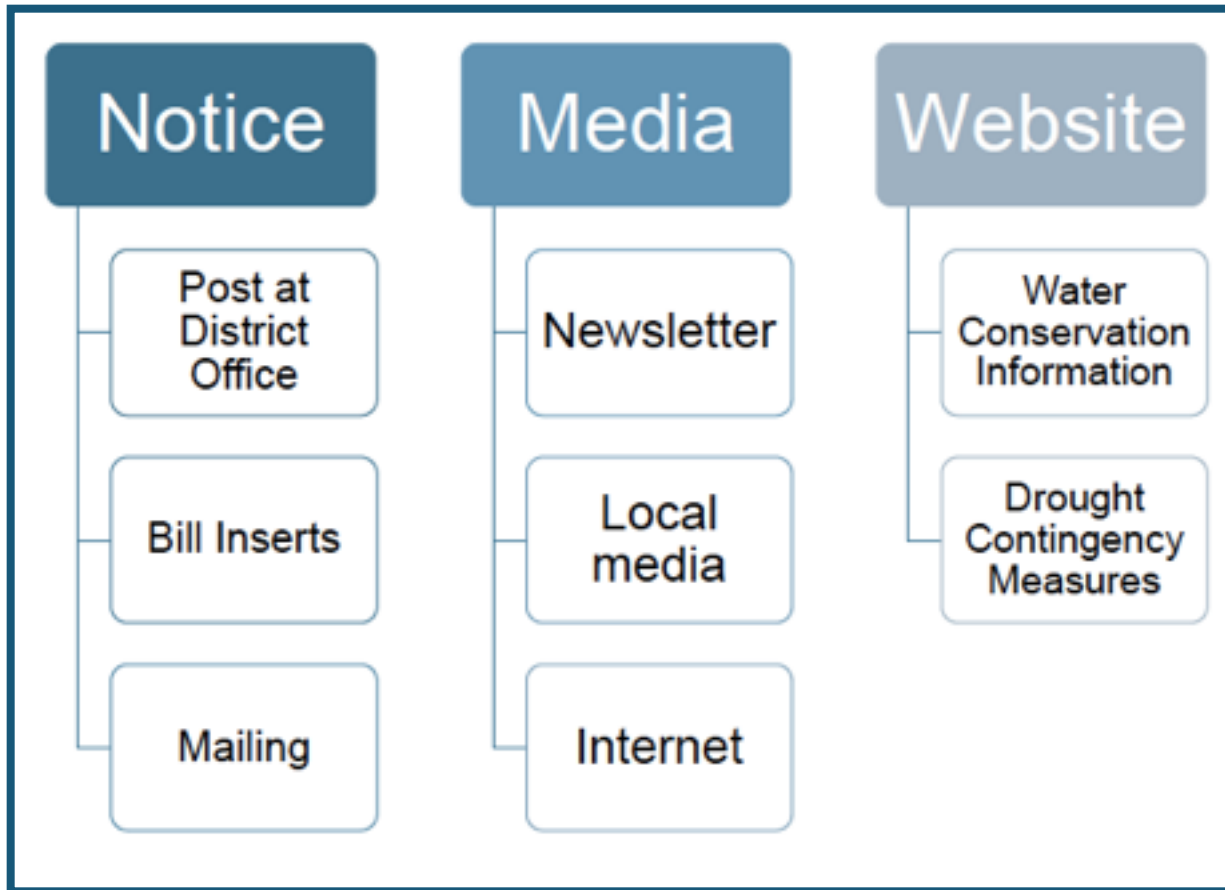 Notice
Post at
District
Office
Bill Inserts
Mailing
Media
Newsletter
Local
media
Internet
Website
Water
Conservation
Information
Drought
Contingency
Measures